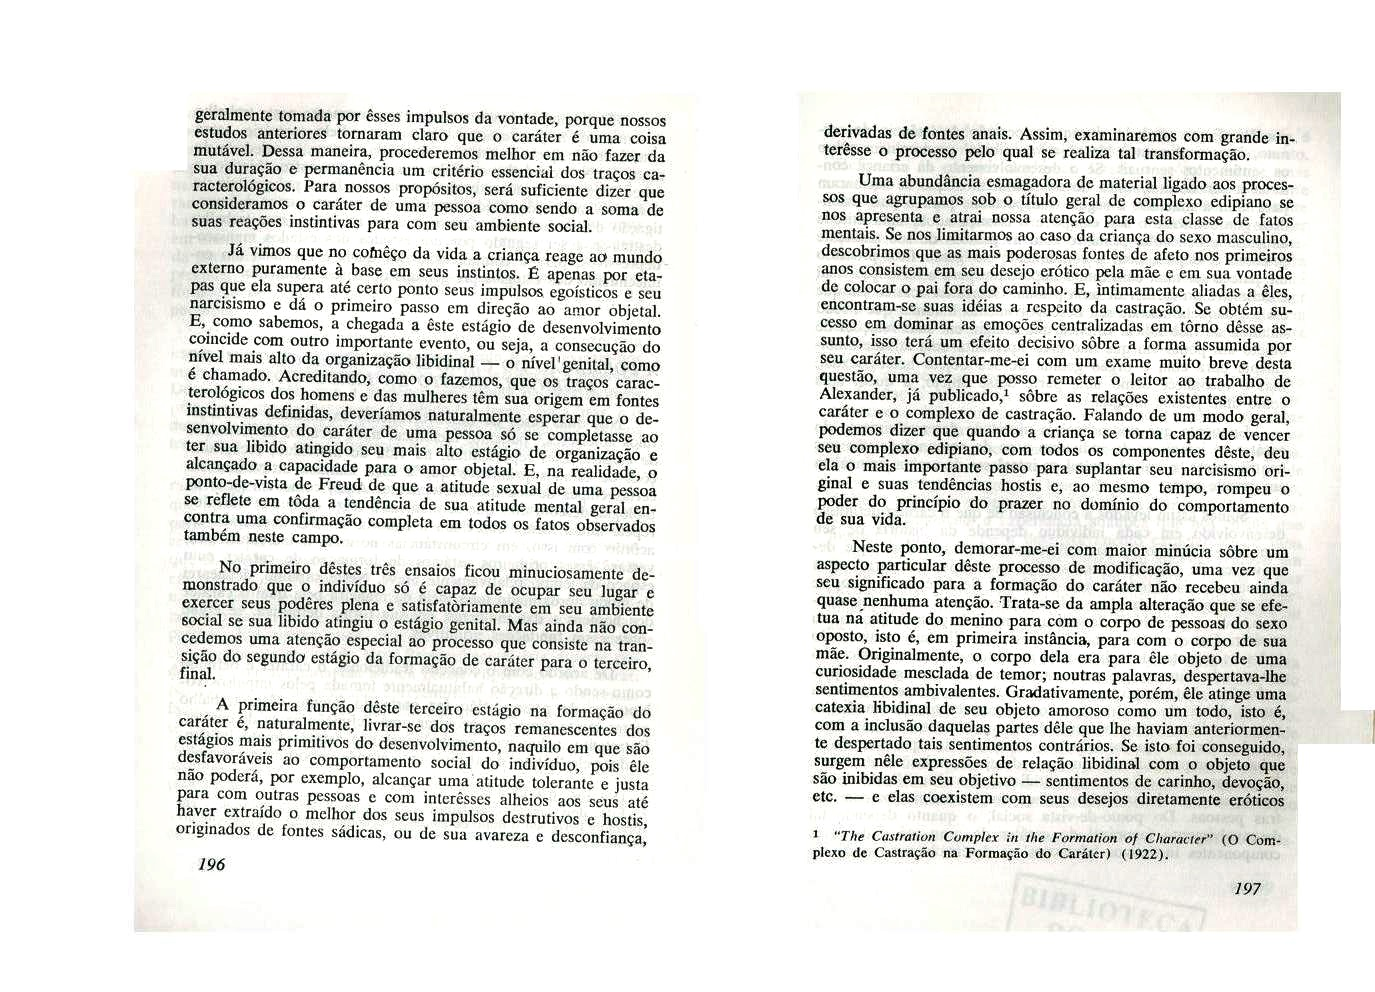 geralmente tomada por êsses impulsos da vontade, porque nossos
estudos anteriores tornaram claro que o caráter é uma coisa
mutável. Dessa maneira, procederemos melhor em não fazer da
sua duração e permanência um critério essencial dos traços ca-
racterológicos. Para nossos propósitos, será suficiente dizer que
consideramos o caráter de uma pessoa como sendo a soma de
suas reações instintivas para com seu ambiente social.
Já vimos que no comêço da vida a criança reage ao mundo
externo puramente à base em seus instintos. É apenas por eta-
pas que ela supera até certo ponto seus impulsos egoísticos e seu
narcisismo e dá o primeiro passo em direção ao amor objetal.
E, como sabemos, a chegada a êste estágio de desenvolvimento
coincide com outro importante evento, ou seja, a consecução do
nível mais alto da organização libidinal — o nível genital, como
é chamado. Acreditando, como o fazemos, que os traços carac-
terológicos dos homens e das mulheres têm sua origem em fontes
instintivas definidas, deveríamos naturalmente esperar que o de-
senvolvimento do caráter de uma pessoa só se completasse ao
ter sua libido atingido seu mais alto estágio de organização e
alcançado a capacidade para o amor objetal. E, na realidade, o
ponto-de-vista de Freud de que a atitude sexual de uma pessoa
se reflete em tôda a tendência de sua atitude mental geral en-
contra uma confirmação completa em todos os fatos observados
também neste campo.
No primeiro dêstes três ensaios ficou minuciosamente de-
monstrado que o indivíduo só é capaz de ocupar seu lugar e
exercer seus podêres plena e satisfatòriamente em seu ambiente
social se sua libido atingiu o estágio genital. Mas ainda não con-
cedemos uma atenção especial ao processo que consiste na tran-
sição do segundo estágio da formação de caráter para o terceiro,
final.
A primeira função dêste terceiro estágio na formação do
caráter é, naturalmente, livrar-se dos traços remanescentes dos
estágios mais primitivos do desenvolvimento, naquilo em que são
desfavoráveis ao comportamento social do indivíduo, pois êle
não poderá, por exemplo, alcançar uma atitude tolerante e justa
para com outras pessoas e com interêsses alheios aos seus até
haver extraído o melhor dos seus impulsos destrutivos e hostis,
originados de fontes sádicas, ou de sua avareza e desconfiança,
196
derivadas de fontes anais. Assim, examinaremos com grande in-
terêsse o processo pelo qual se realiza tal transformação.
Uma abundância esmagadora de material ligado aos proces-
sos que agrupamos sob o título geral de complexo edipiano se
nos apresenta e atrai nossa atenção para esta classe de fatos
mentais. Se nos limitarmos ao caso da criança do sexo masculino,
descobrimos que as mais poderosas fontes de afeto nos primeiros
anos consistem em seu desejo erótico pela mãe e em sua vontade
de colocar o pai fora do caminho. E, intimamente aliadas a êles,
encontram-se suas idéias a respeito da castração. Se obtém su-
cesso em dominar as emoções centralizadas em tôrno dêsse as-
sunto, isso terá um efeito decisivo sôbre a forma assumida por
seu caráter. Contentar-me-ei com um exame muito breve desta
questão, uma vez que posso remeter o leitor ao trabalho de
Alexander, já publicado,¹ sôbre as relações existentes entre o
caráter e o complexo de castração. Falando de um modo geral,
podemos dizer que quando a criança se torna capaz de vencer
seu complexo edipiano, com todos os componentes dêste, deu
ela o mais importante passo para suplantar seu narcisismo ori-
ginal e suas tendências hostis e, ao mesmo tempo, rompeu o
poder do princípio do prazer no domínio do comportamento
de sua vida.
Neste ponto, demorar-me-ei com maior minúcia sôbre um
aspecto particular dêste processo de modificação, uma vez que
seu significado para a formação do caráter não recebeu ainda
quase nenhuma atenção. Trata-se da ampla alteração que se efe-
tua na atitude do menino para com o corpo de pessoas do sexo
oposto, isto é, em primeira instância, para com o corpo de sua
mãe. Originalmente, o corpo dela era para êle objeto de uma
curiosidade mesclada de temor; noutras palavras, despertava-lhe
sentimentos ambivalentes. Gradativamente, porém, êle atinge uma
catexia libidinal de seu objeto amoroso como um todo, isto é,
com a inclusão daquelas partes dêle que lhe haviam anteriormen-
te despertado tais sentimentos contrários. Se isto foi conseguido,
surgem nêle expressões de relação libidinal com o objeto que
são inibidas em seu objetivo — sentimentos de carinho, devoção,
etc. — e elas coexistem com seus desejos diretamente eróticos
¹ "The Castration Complex in the Formation of Character" (O Com-
plexo de Castração na Formação do Caráter) (1922).
197
BIBLIOTECA